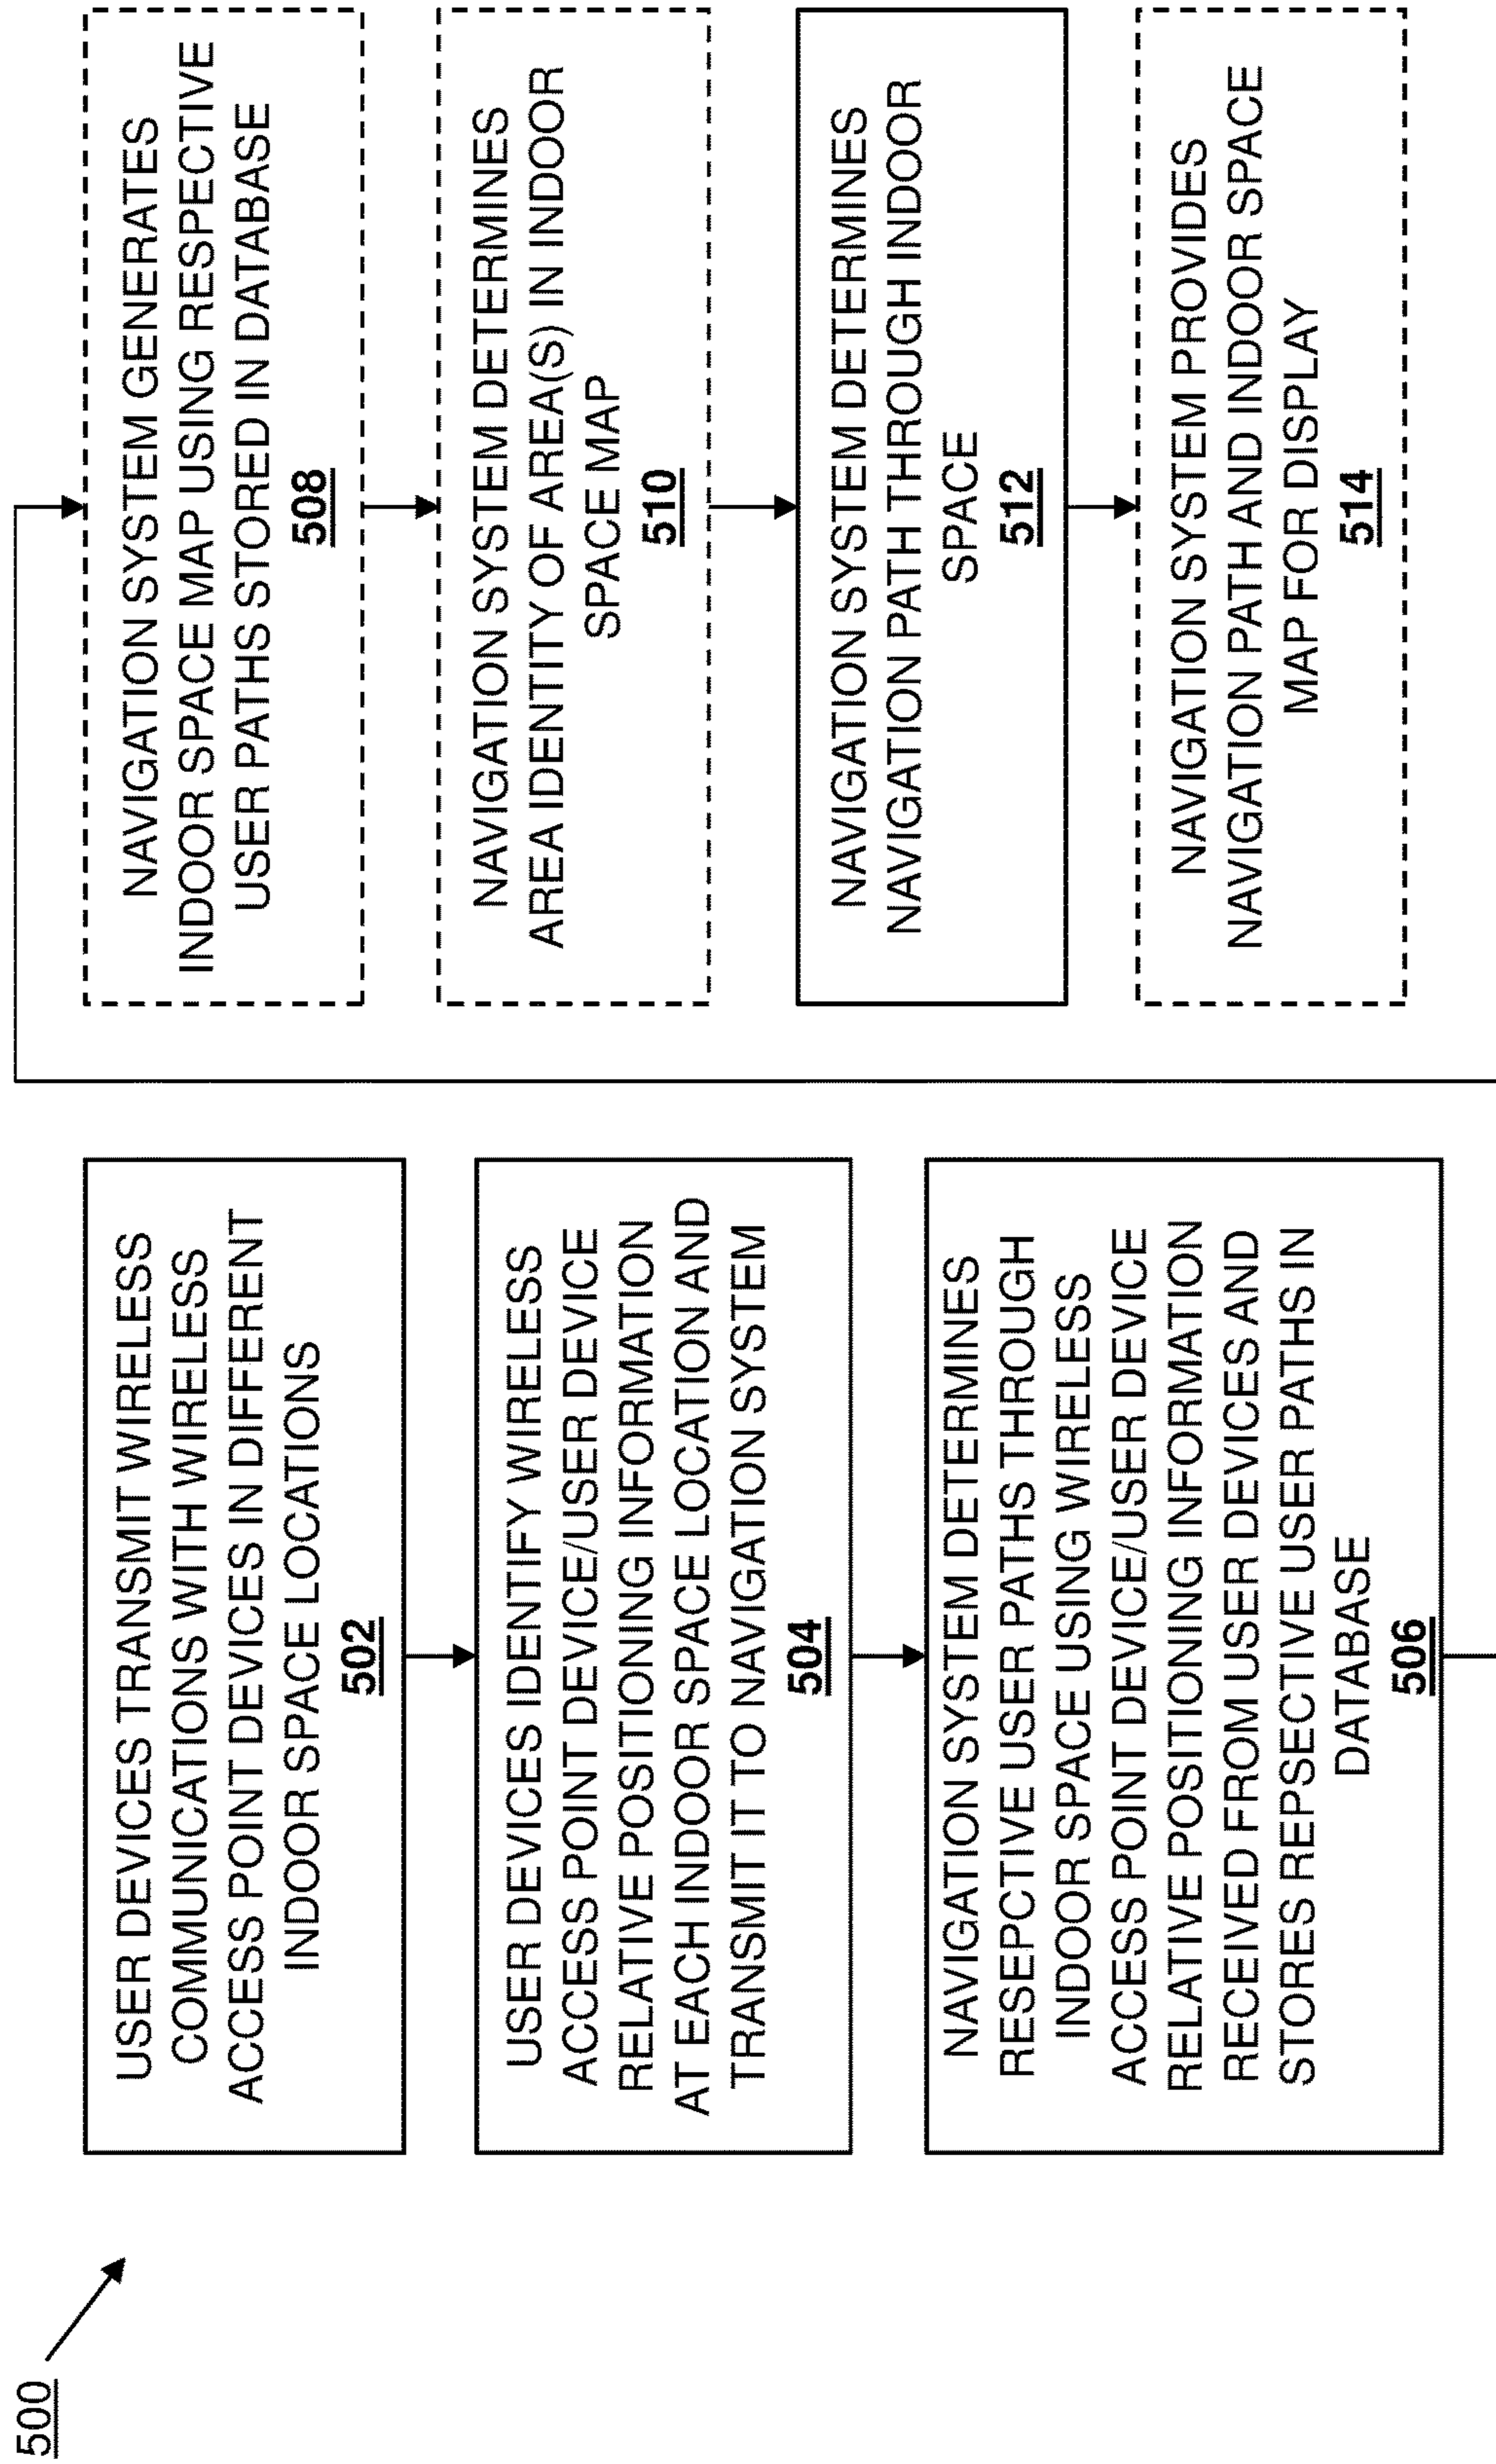 500
USER DEVICES TRANSMIT WIRELESS
COMMUNICATIONS WITH WIRELESS
ACCESS POINT DEVICES IN DIFFERENT
INDOOR SPACE LOCATIONS
502
USER DEVICES IDENTIFY WIRELESS
ACCESS POINT DEVICE/USER DEVICE
RELATIVE POSITIONING INFORMATION
AT EACH INDOOR SPACE LOCATION AND
TRANSMIT IT TO NAVIGATION SYSTEM
504
NAVIGATION SYSTEM DETERMINES
RESEPCTIVE USER PATHS THROUGH
INDOOR SPACE USING WIRELESS
ACCESS POINT DEVICE/USER DEVICE
RELATIVE POSITIONING INFORMATION
RECEIVED FROM USER DEVICES AND
STORES REPSECTIVE USER PATHS IN
DATABASE
506
NAVIGATION SYSTEM GENERATES
INDOOR SPACE MAP USING RESPECTIVE
USER PATHS STORED IN DATABASE
508
NAVIGATION SYSTEM DETERMINES
AREA IDENTITY OF AREA(S) IN INDOOR
SPACE MAP
510
NAVIGATION SYSTEM DETERMINES
NAVIGATION PATH THROUGH INDOOR
SPACE
512
NAVIGATION SYSTEM PROVIDES
NAVIGATION PATH AND INDOOR SPACE
MAP FOR DISPLAY
514